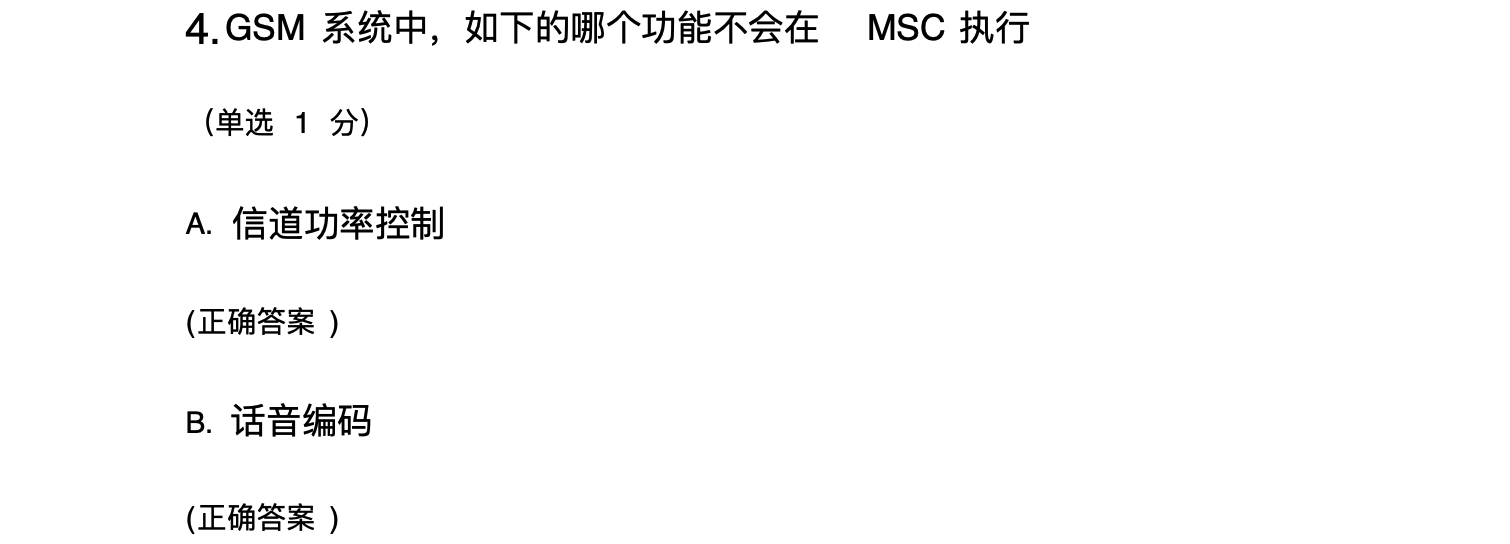 4.GSM 系统中，如下的哪个功能不会在 MSC 执行
（单选 1 分）
A. 信道功率控制
(正确答案 )
B. 话音编码
(正确答案 )